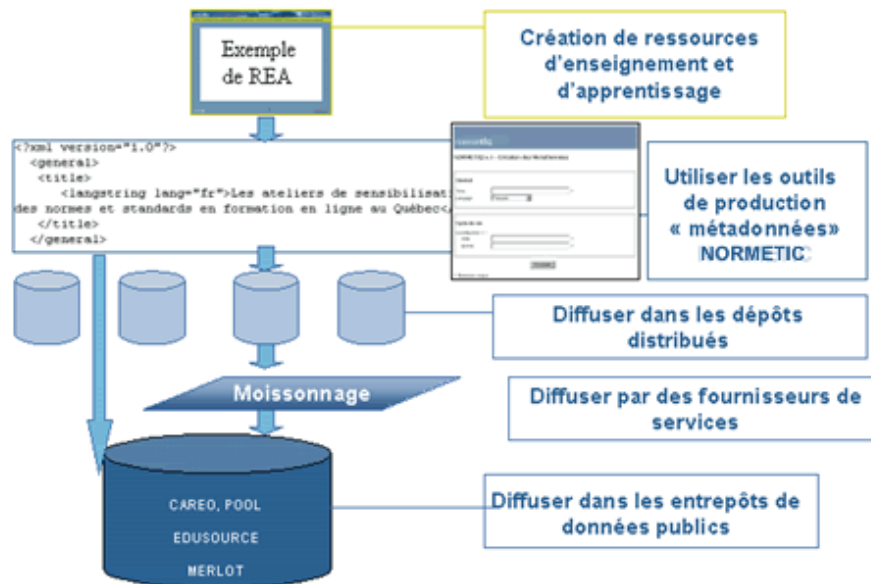 Exemple
de REA
Création de ressources
d'enseignement et
d'apprentissage
<?xml version="1.0"?>
<general>
<title>
<langstring lang="fr">Les ateliers de sensibilisat
des normes et standards en formation en ligne au Québec</
</title>
</general>
Utiliser les outils
de production
« métadonnées»
NORMETIC
Diffuser dans les dépôts
distribués
Moissonnage
Diffuser par des fournisseurs de
services
CAREO, POOL
EDUSOURCE
MERLOT
Diffuser dans les entrepôts de
données publics